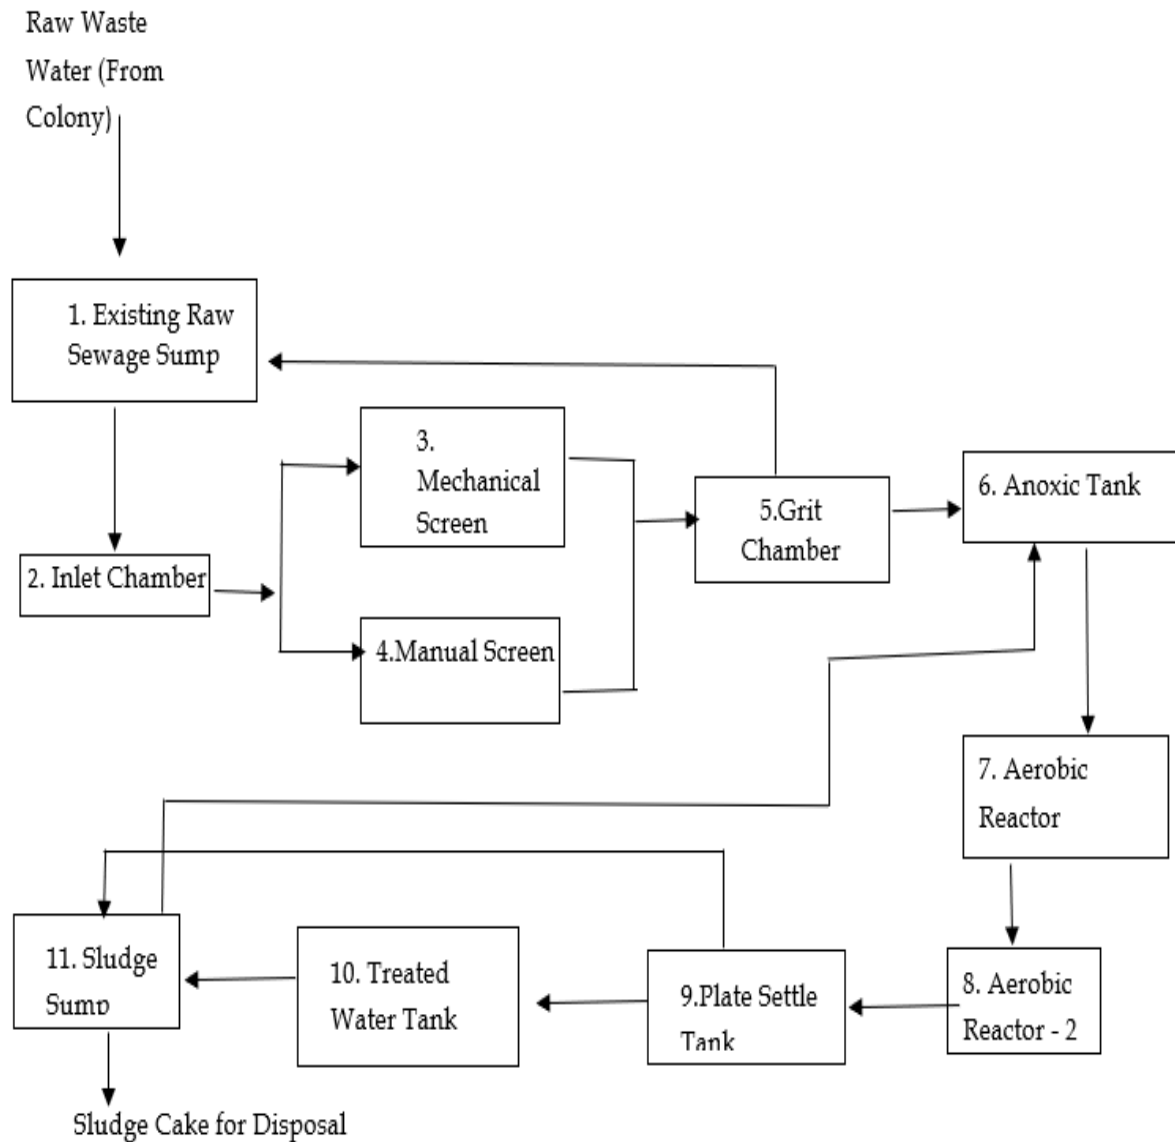 Raw Waste
Water (From
Colony)
1. Existing Raw
Sewage Sump
2. Inlet Chamber
3.
Mechanical
Screen
4.Manual Screen
5.Grit
Chamber
6. Anoxic Tank
7. Aerobic
Reactor
8. Aerobic
Reactor - 2
9.Plate Settle
Tank
10. Treated
Water Tank
11. Sludge
Sump
Sludge Cake for Disposal